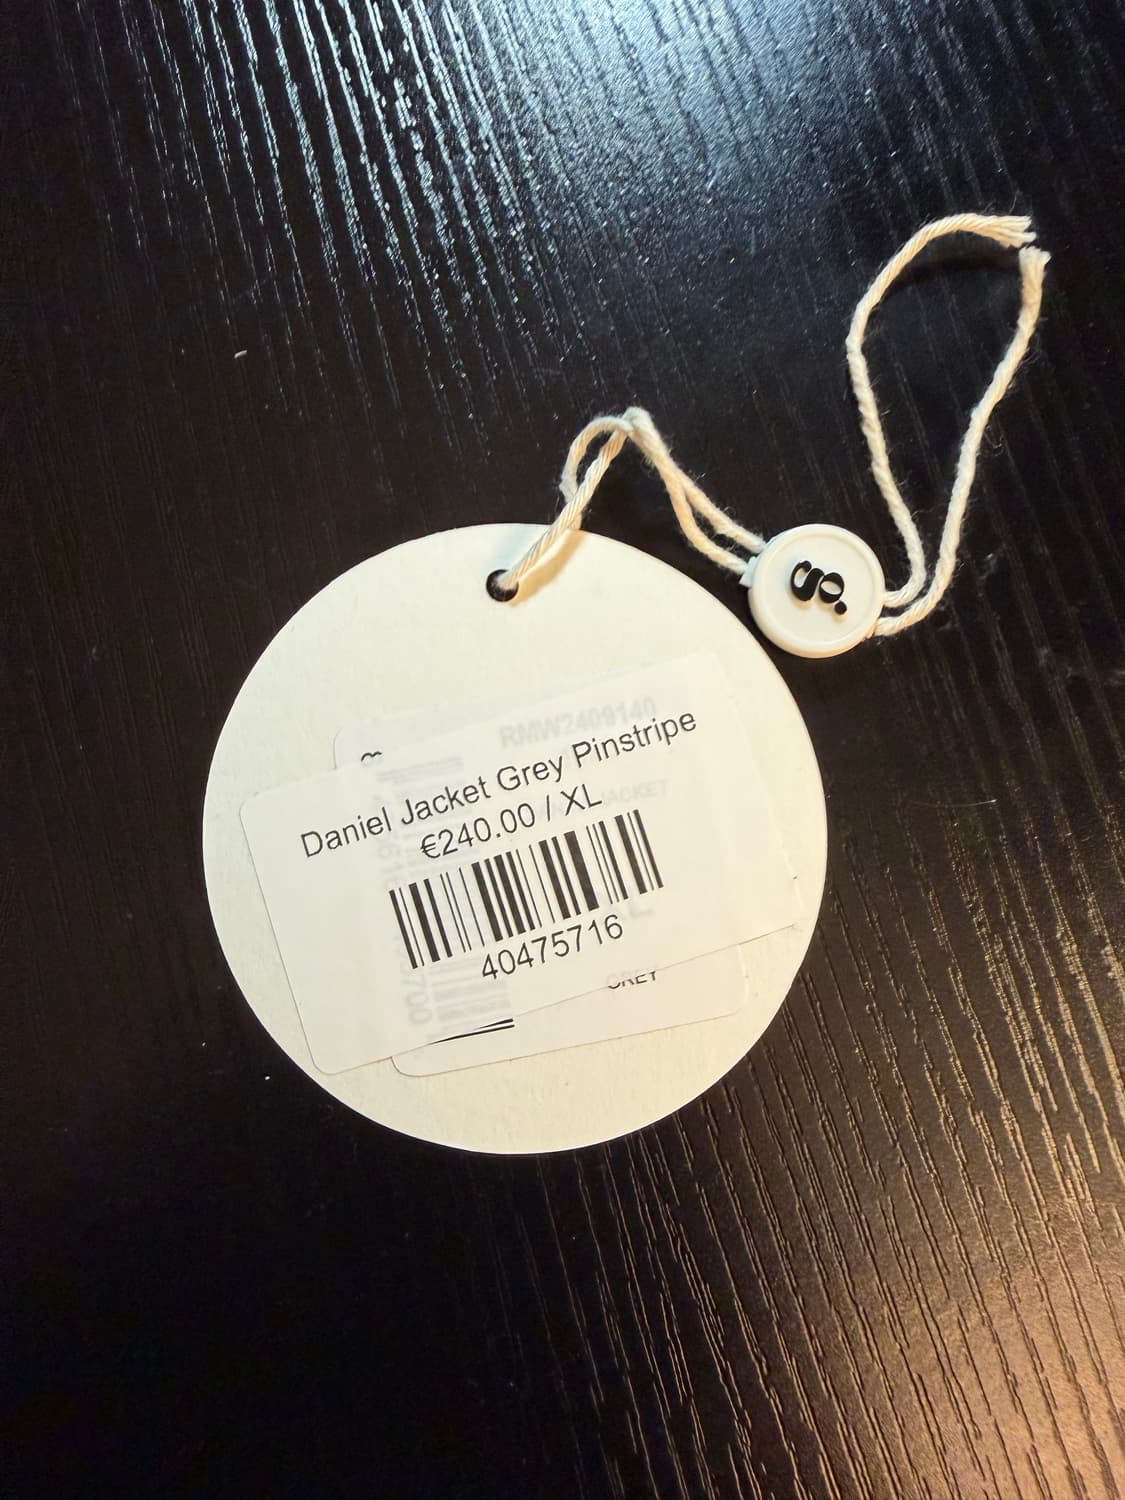 g.
RMW2409140
Daniel Jacket Grey Pinstripe
€240.00 / XL
JACKET
40475716
GREY